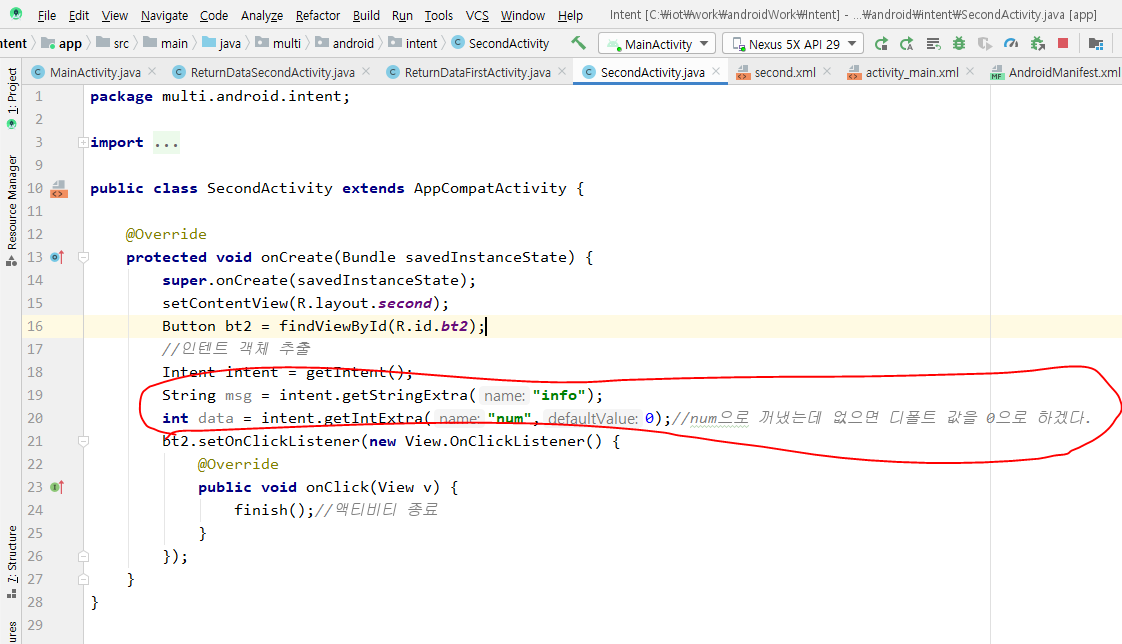 File Edit View Navigate Code Analyze Refactor Build Run Tools VCS Window Help Intent [C:₩iot₩work₩androidWork₩Intent] - ...₩android₩intent₩SecondActivity.java [app]
ntent app src main java multi android intent SecondActivity MainActivity Nexus 5X API 29
MainActivity.java ReturnDataSecondActivity.java ReturnDataFirstActivity.java SecondActivity.java second.xml activity_main.xml AndroidManifest.xml
1: Project
Resource Manager
7: Structure
ures
1 package multi.android.intent;
2
3 import ...
9
10 public class SecondActivity extends AppCompatActivity {
11
12 @Override
13 protected void onCreate(Bundle savedInstanceState) {
14 super.onCreate(savedInstanceState);
15 setContentView(R.layout.second);
16 Button bt2 = findViewById(R.id.bt2);
17 //인텐트 객체 추출
18 Intent intent = getIntent();
19 String msg = intent.getStringExtra( name: "info");
20 int data = intent.getIntExtra( name: "num", defaultValue: 0);//num으로 꺼냈는데 없으면 디폴트 값을 0으로 하겠다.
21 bt2.setOnClickListener(new View.OnClickListener() {
22 @Override
23 public void onClick(View v) {
24 finish();//액티비티 종료
25 }
26 });
27 }
28 }
29